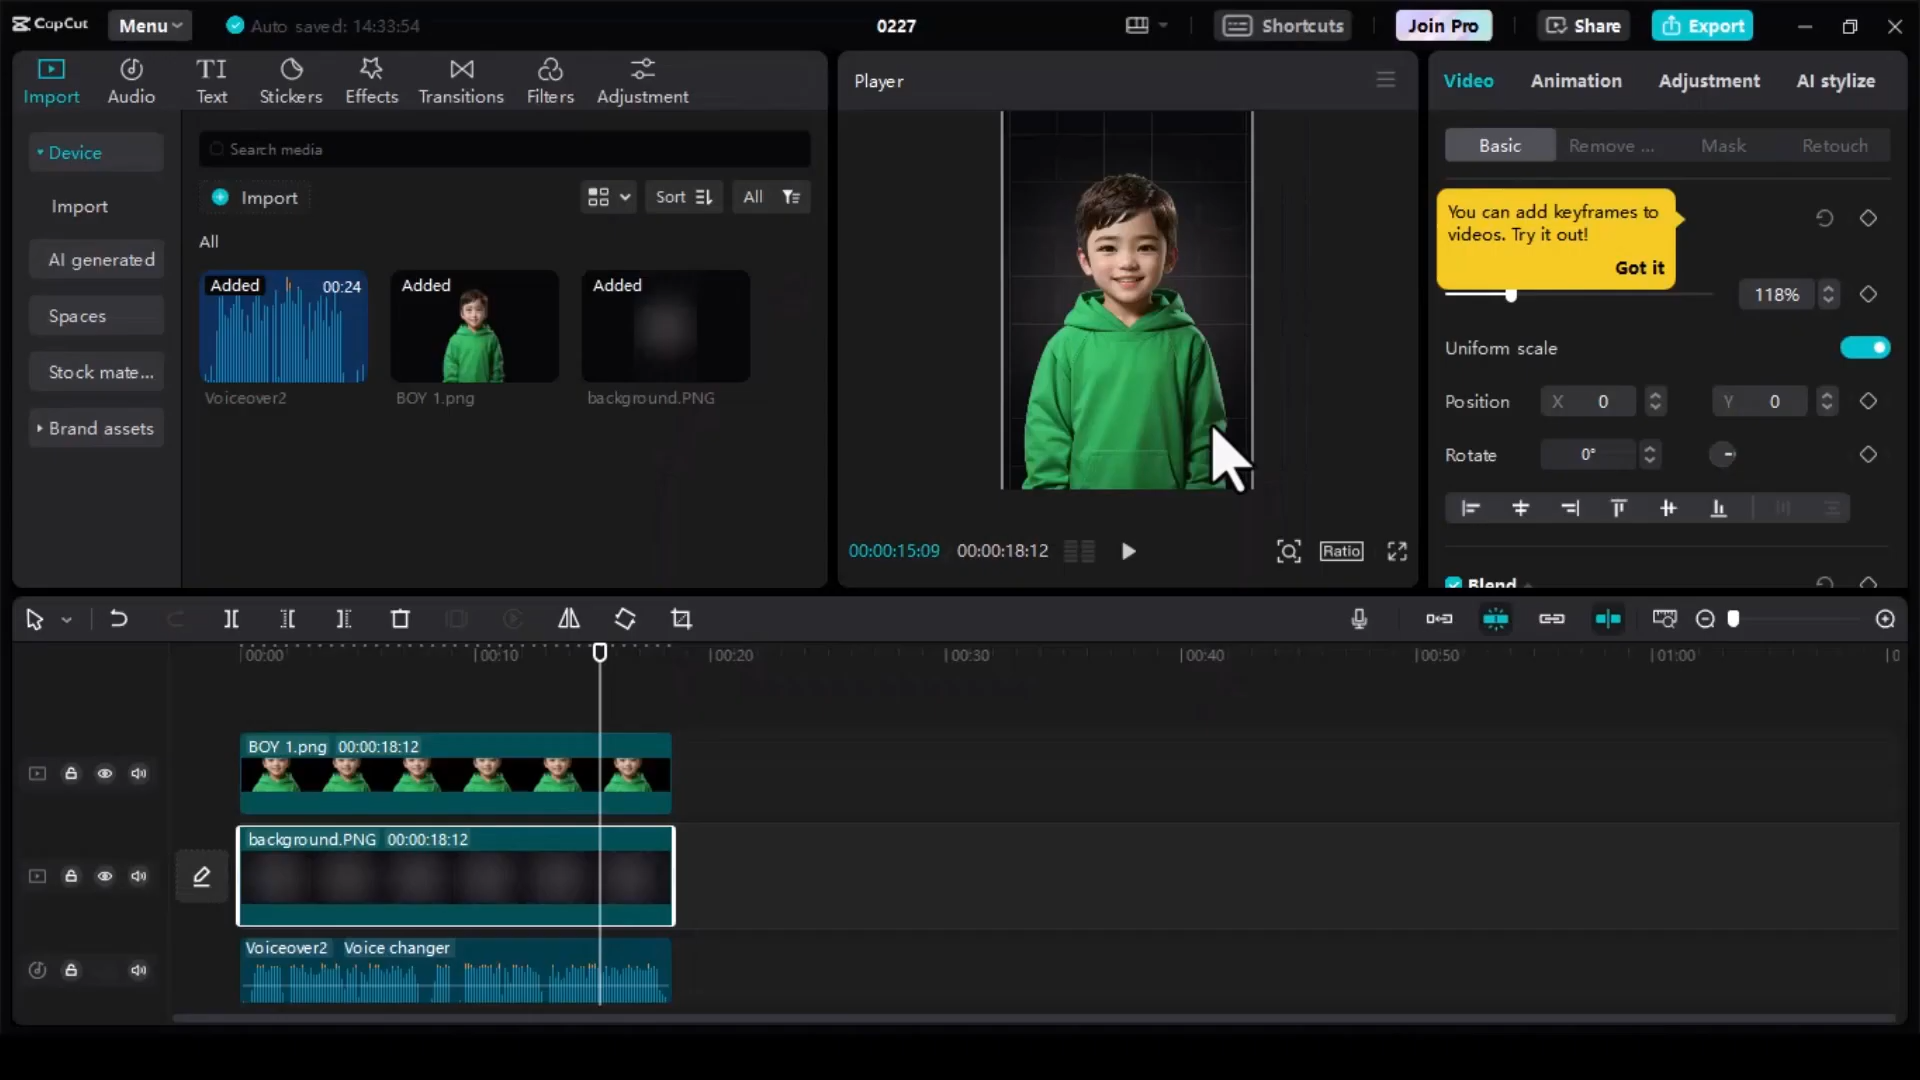 CapCut
Menu
Auto saved: 14:33:54
0227
Shortcuts
Join Pro
Share
Export
Import
Audio
TI
Text
Stickers
Effects
Transitions
Filters
Adjustment
Device
Import
AI generated
Spaces
Stock mate...
Brand assets
Search media
Import
Sort
All
All
Added
00:24
Voiceover2
Added
BOY 1.png
Added
background.PNG
Player
00:00:15:09
00:00:18:12
Ratio
Video
Animation
Adjustment
AI stylize
Basic
Remove ...
Mask
Retouch
You can add keyframes to
videos. Try it out!
Got it
118%
Uniform scale
Position
X 0
Y 0
Rotate
0°
Blend
00:00
00:10
00:20
00:30
00:40
00:50
01:00
0
BOY 1.png 00:00:18:12
background.PNG 00:00:18:12
Voiceover2 Voice changer